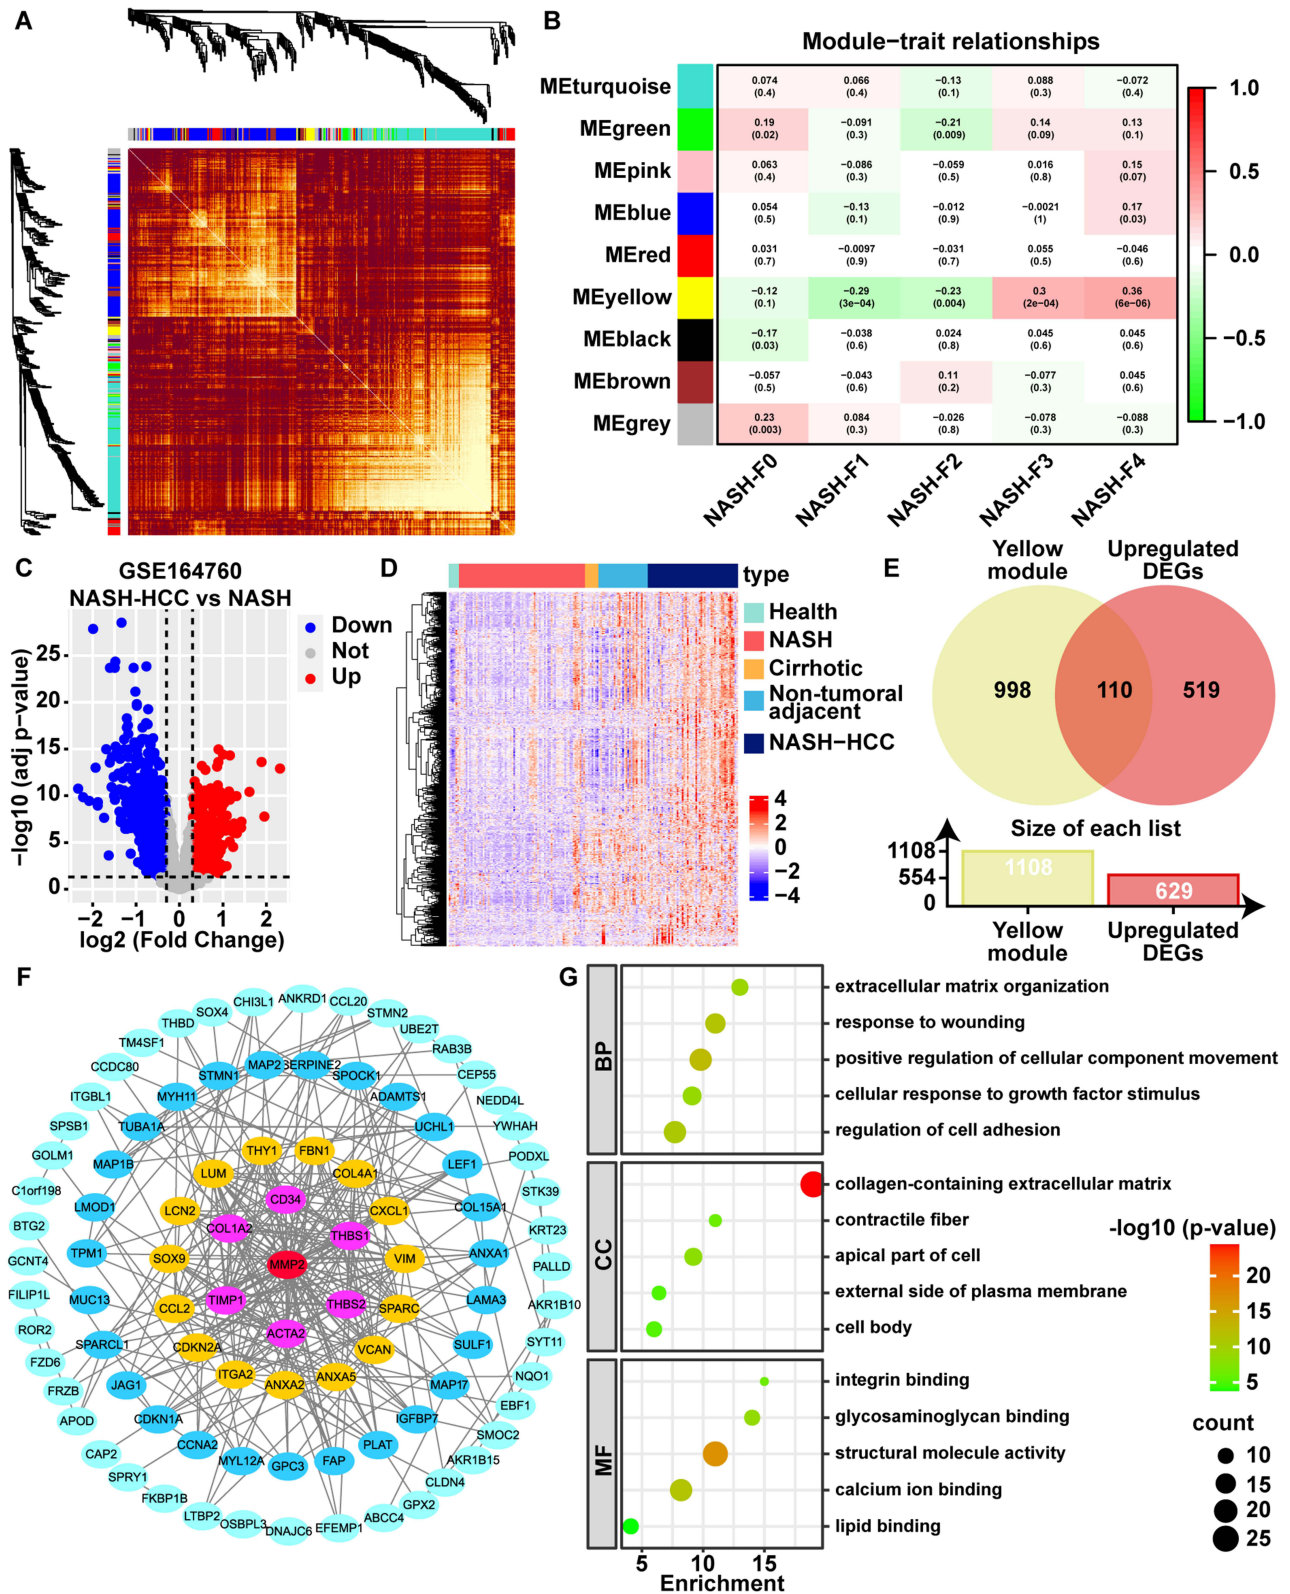 A
B
Module−trait relationships
MEturquoise 0.074 0.066 −0.13 0.088 −0.072
(0.4) (0.4) (0.1) (0.3) (0.4)
MEgreen 0.19 −0.091 −0.21 0.14 0.13
(0.02) (0.3) (0.009) (0.09) (0.1)
MEpink 0.063 −0.086 −0.059 0.016 0.15
(0.4) (0.3) (0.5) (0.8) (0.07)
MEblue 0.054 −0.13 −0.012 −0.0021 0.17
(0.5) (0.1) (0.9) (1) (0.03)
MEred 0.031 −0.0097 −0.031 0.055 −0.046
(0.7) (0.9) (0.7) (0.5) (0.6)
MEyellow −0.12 −0.29 −0.23 0.3 0.36
(0.1) (3e−04) (0.004) (2e−04) (6e−06)
MEblack −0.17 −0.038 0.024 0.045 0.045
(0.03) (0.6) (0.8) (0.6) (0.6)
MEbrown −0.057 −0.043 0.11 −0.077 0.045
(0.5) (0.6) (0.2) (0.3) (0.6)
MEgrey 0.23 0.084 −0.026 −0.078 −0.088
(0.003) (0.3) (0.8) (0.3) (0.3)
NASH-F0 NASH-F1 NASH-F2 NASH-F3 NASH-F4
1.0
0.5
0.0
−0.5
−1.0
C
GSE164760
NASH-HCC vs NASH
−log10 (adj p−value)
25
20
15
10
5
0
−2 −1 0 1 2
log2 (Fold Change)
Down
Not
Up
D
type
Health
NASH
Cirrhotic
Non-tumoral
adjacent
NASH−HCC
4
2
0
−2
−4
E
Yellow
module
Upregulated
DEGs
998 110 519
Size of each list
1108
554
0
1108
629
Yellow
module
Upregulated
DEGs
F
ANKRD1
CHI3L1
CCL20
SOX4
STMN2
THBD
UBE2T
TM4SF1
RAB3B
CCDC80
CEP55
ITGBL1
NEDD4L
SPSB1
YWHAH
GOLM1
PODXL
C1orf198
STK39
BTG2
KRT23
GCNT4
PALLD
FILIP1L
AKR1B10
ROR2
SYT11
FZD6
NQO1
FRZB
EBF1
APOD
SMOC2
CAP2
AKR1B15
SPRY1
CLDN4
FKBP1B
GPX2
LTBP2
ABCC4
OSBPL3
EFEMP1
DNAJC6
MAP2
SERPINE2
STMN1
SPOCK1
MYH11
ADAMTS1
TUBA1A
UCHL1
MAP1B
LEF1
LMOD1
COL15A1
TPM1
ANXA1
MUC13
LAMA3
SPARCL1
SULF1
JAG1
MAP17
CDKN1A
IGFBP7
CCNA2
PLAT
MYL12A
FAP
GPC3
THY1
FBN1
LUM
COL4A1
LCN2
CXCL1
SOX9
VIM
CCL2
SPARC
CDKN2A
VCAN
ITGA2
ANXA5
ANXA2
CD34
COL1A2
THBS1
MMP2
TIMP1
THBS2
ACTA2
G
BP
extracellular matrix organization
response to wounding
positive regulation of cellular component movement
cellular response to growth factor stimulus
regulation of cell adhesion
CC
collagen-containing extracellular matrix
contractile fiber
apical part of cell
external side of plasma membrane
cell body
MF
integrin binding
glycosaminoglycan binding
structural molecule activity
calcium ion binding
lipid binding
5 10 15
Enrichment
-log10 (p-value)
20
15
10
5
count
10
15
20
25